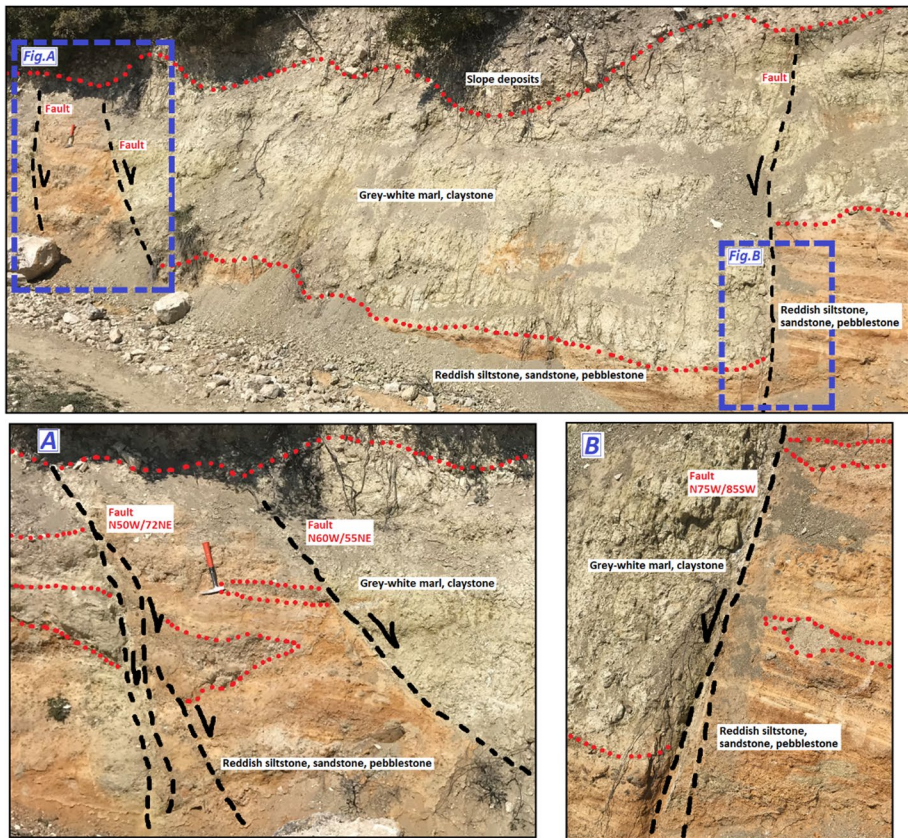 Fig.A
Fault
Fault
Slope deposits
Fault
Grey-white marl, claystone
Fig.B
Reddish siltstone,
sandstone, pebblestone
Reddish siltstone, sandstone, pebblestone
A
Fault
N50W/72NE
Fault
N60W/55NE
Grey-white marl, claystone
Reddish siltstone, sandstone, pebblestone
B
Fault
N75W/85SW
Grey-white marl, claystone
Reddish siltstone,
sandstone, pebblestone